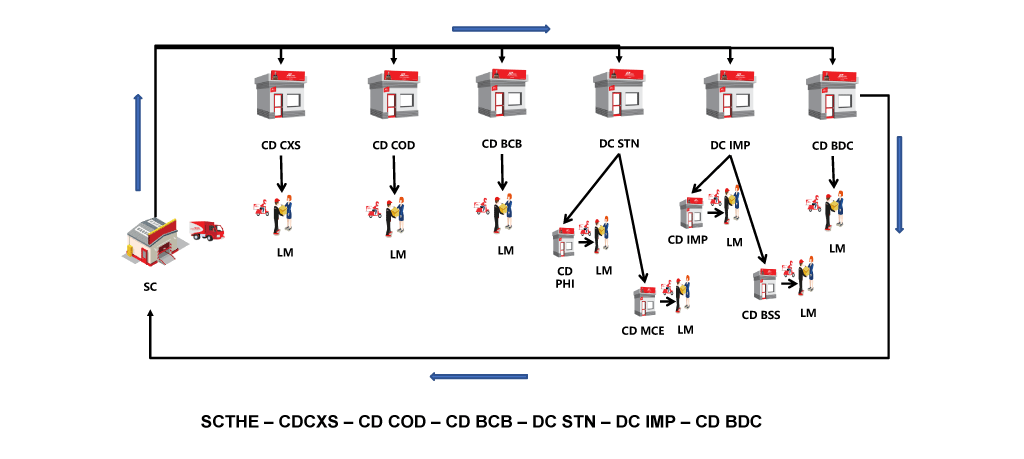 CD CXS
CD COD
CD BCB
DC STN
DC IMP
CD BDC
LM
LM
LM
CD IMP
LM
LM
CD
PHI
LM
SC
CD MCE
LM
CD BSS
LM
SCTHE – CDCXS – CD COD – CD BCB – DC STN – DC IMP – CD BDC